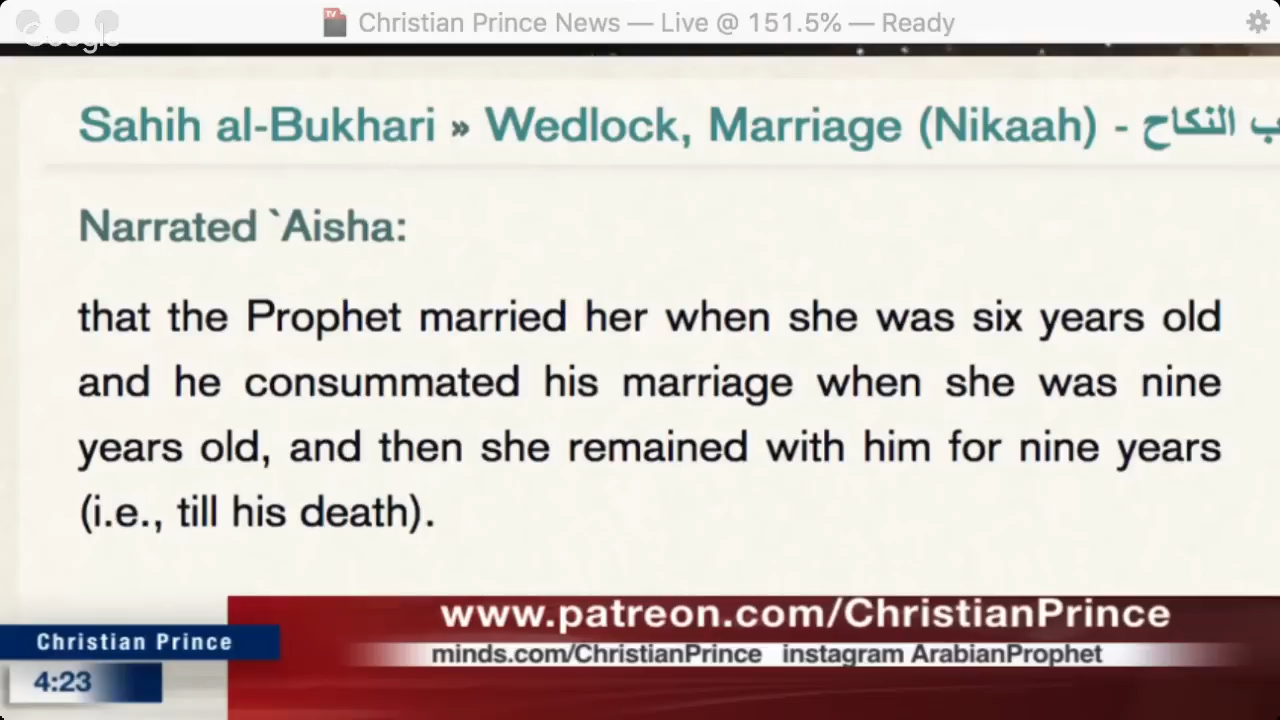 Christian Prince News — Live @ 151.5% — Ready
Google
Sahih al-Bukhari » Wedlock, Marriage (Nikaah) - ب النكاح
Narrated `Aisha:
that the Prophet married her when she was six years old
and he consummated his marriage when she was nine
years old, and then she remained with him for nine years
(i.e., till his death).
www.patreon.com/ChristianPrince
Christian Prince
minds.com/ChristianPrince instagram ArabianProphet
4:23